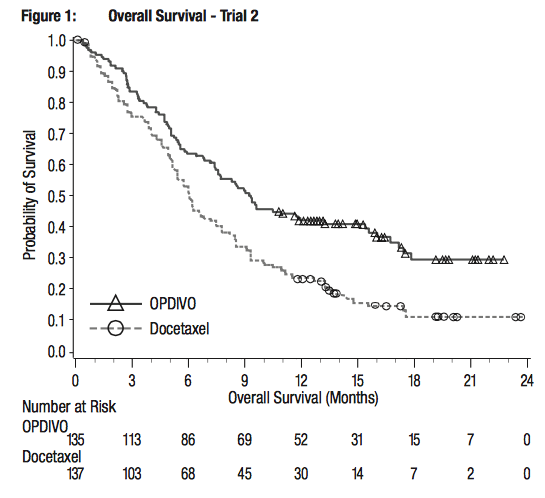 Figure 1: Overall Survival - Trial 2
Probability of Survival
1.0
0.9
0.8
0.7
0.6
0.5
0.4
0.3
0.2
0.1
0.0
OPDIVO
Docetaxel
0 3 6 9 12 15 18 21 24
Overall Survival (Months)
Number at Risk
OPDIVO
135 113 86 69 52 31 15 7 0
Docetaxel
137 103 68 45 30 14 7 2 0